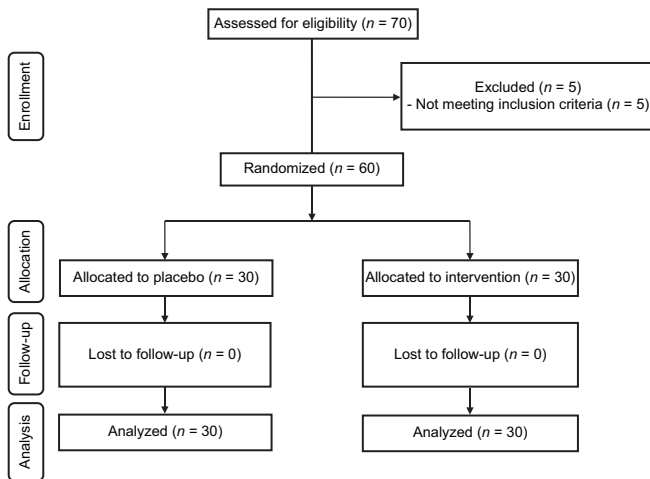 Assessed for eligibility (n = 70)
Enrollment
Excluded (n = 5)
- Not meeting inclusion criteria (n = 5)
Randomized (n = 60)
Allocation
Allocated to placebo (n = 30)
Allocated to intervention (n = 30)
Follow-up
Lost to follow-up (n = 0)
Lost to follow-up (n = 0)
Analysis
Analyzed (n = 30)
Analyzed (n = 30)